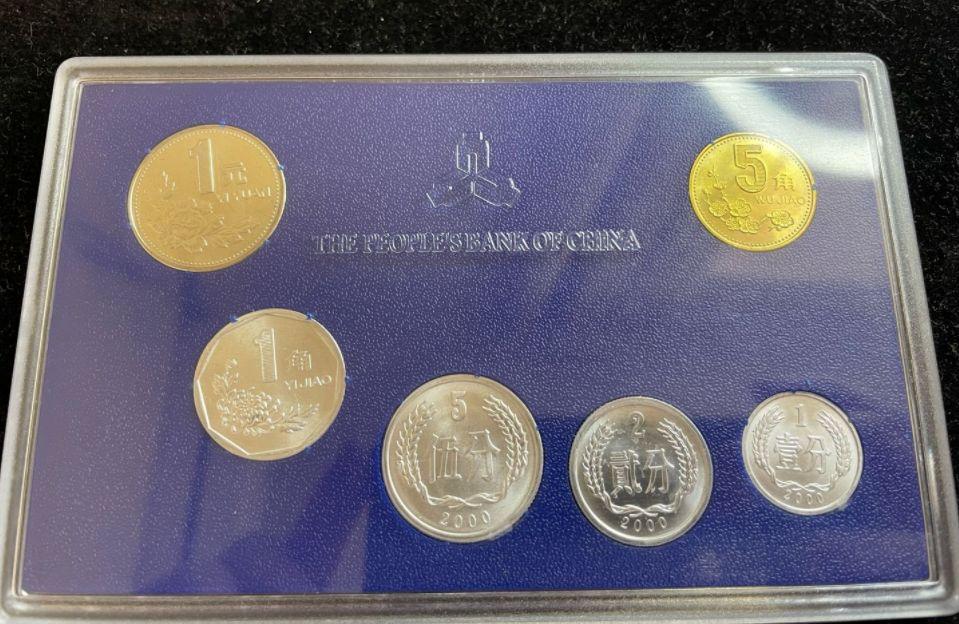 1元
YI YUAN
5角
WU JIAO
THE PEOPLE'S BANK OF CHINA
1角
YI JIAO
5
伍分
2000
2
贰分
2000
1
壹分
2000